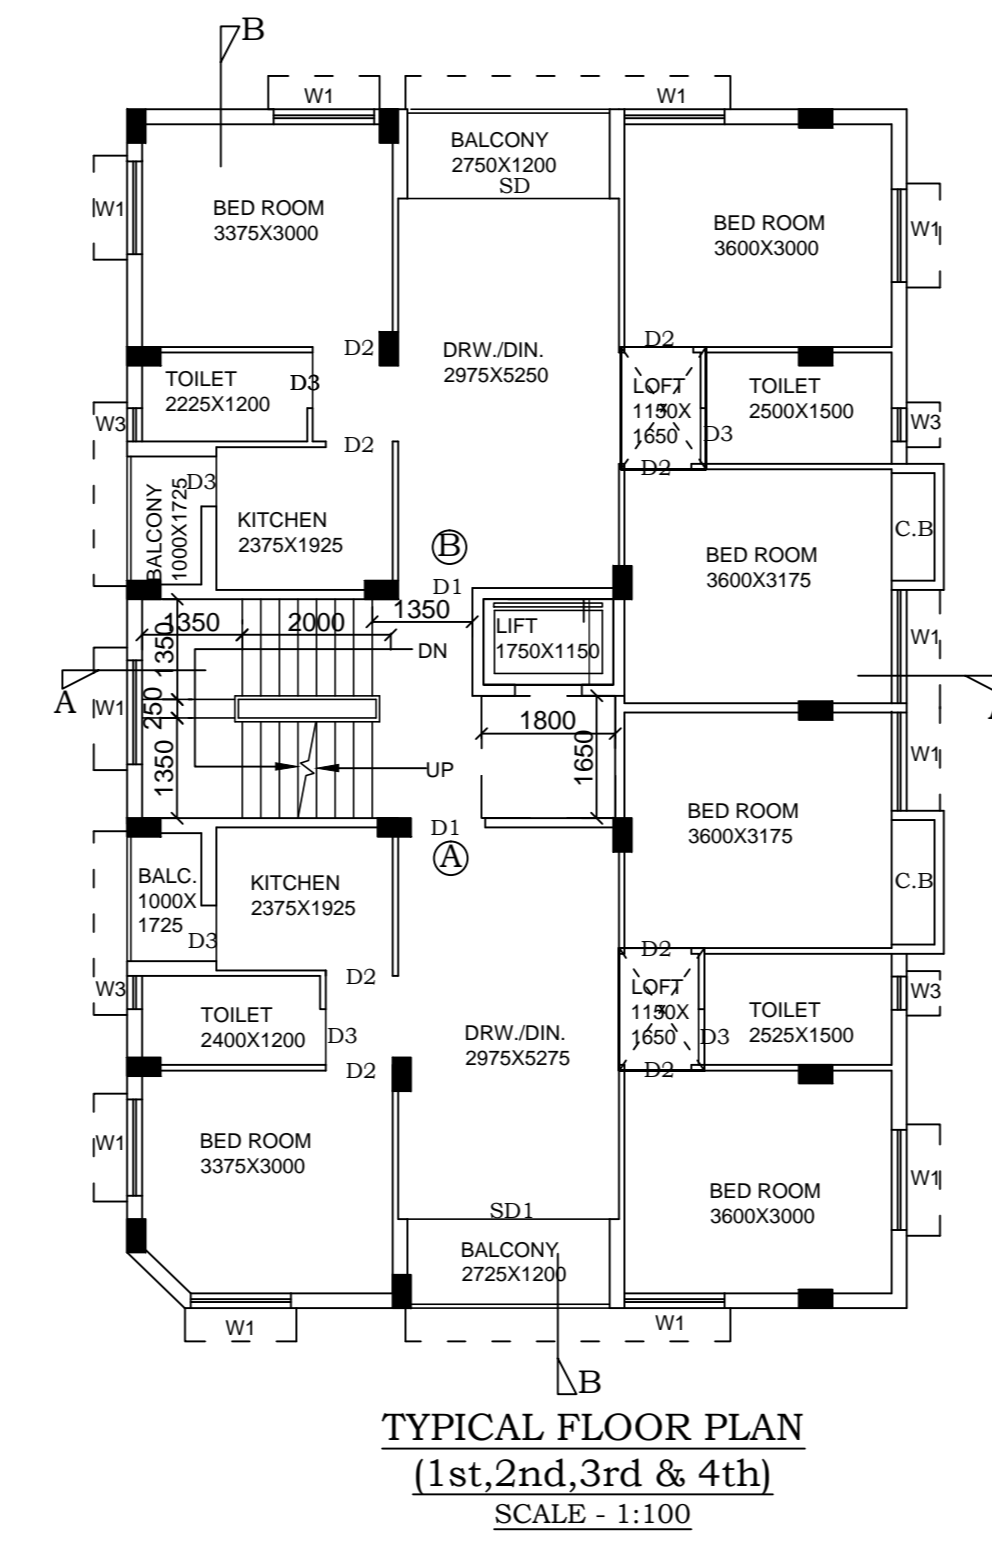 B
W1
W1
BALCONY
2750X1200
SD
W1
BED ROOM
3375X3000
BED ROOM
3600X3000
W1
D2
D2
DRW./DIN.
2975X5250
TOILET
2225X1200
D3
LOFT
1150X
1650
TOILET
2500X1500
W3
D2
D3
W3
D2
BALCONY
1000X1725
D3
KITCHEN
2375X1925
BED ROOM
3600X3175
C.B
B
D1
1350
2000
1350
LIFT
1750X1150
W1
1350
250
1350
DN
A
W1
1800
1650
UP
W1
D1
A
BED ROOM
3600X3175
BALC.
1000X
1725
KITCHEN
2375X1925
C.B
D3
D2
D2
W3
LOFT
1150X
1650
W3
TOILET
2400X1200
D3
DRW./DIN.
2975X5275
D3
TOILET
2525X1500
D2
D2
W1
BED ROOM
3375X3000
BED ROOM
3600X3000
W1
SD1
BALCONY
2725X1200
W1
W1
B
TYPICAL FLOOR PLAN
(1st,2nd,3rd & 4th)
SCALE - 1:100